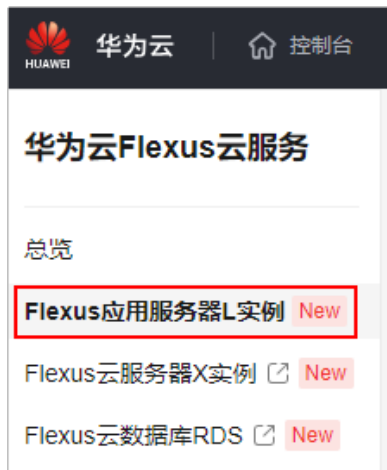 HUAWEI 华为云 控制台
华为云Flexus云服务
总览
Flexus应用服务器L实例 New
Flexus云服务器X实例 New
Flexus云数据库RDS New